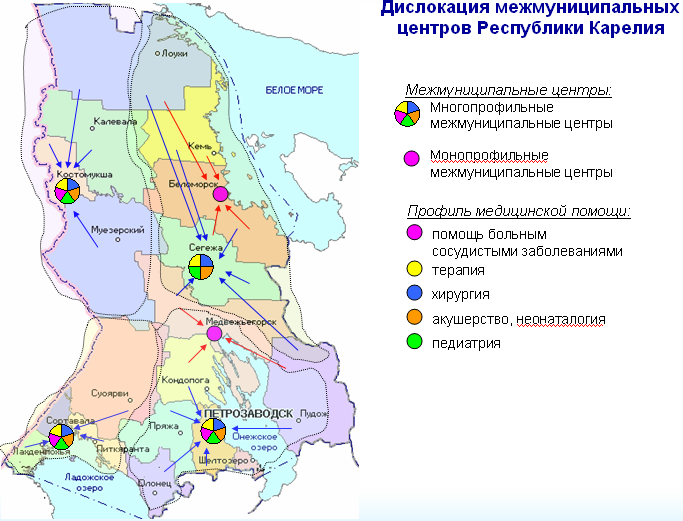 Дислокация межмуниципальных
центров Республики Карелия
Межмуниципальные центры:
Многопрофильные
межмуниципальные центры
Монопрофильные
межмуниципальные центры
Профиль медицинской помощи:
помощь больным
сосудистыми заболеваниями
терапия
хирургия
акушерство, неонаталогия
педиатрия
Лоухи
БЕЛОЕ МОРЕ
Калевала
Кемь
Костомукша
Беломорск
Муезерский
Сегежа
Медвежьегорск
Кондопога
Суоярви
ПЕТРОЗАВОДСК
Пудож
Сортавала
Пряжа
Онежское
озеро
Питкяранта
Лахденпохья
Шелтозеро
Ладожское
озеро
Олонец